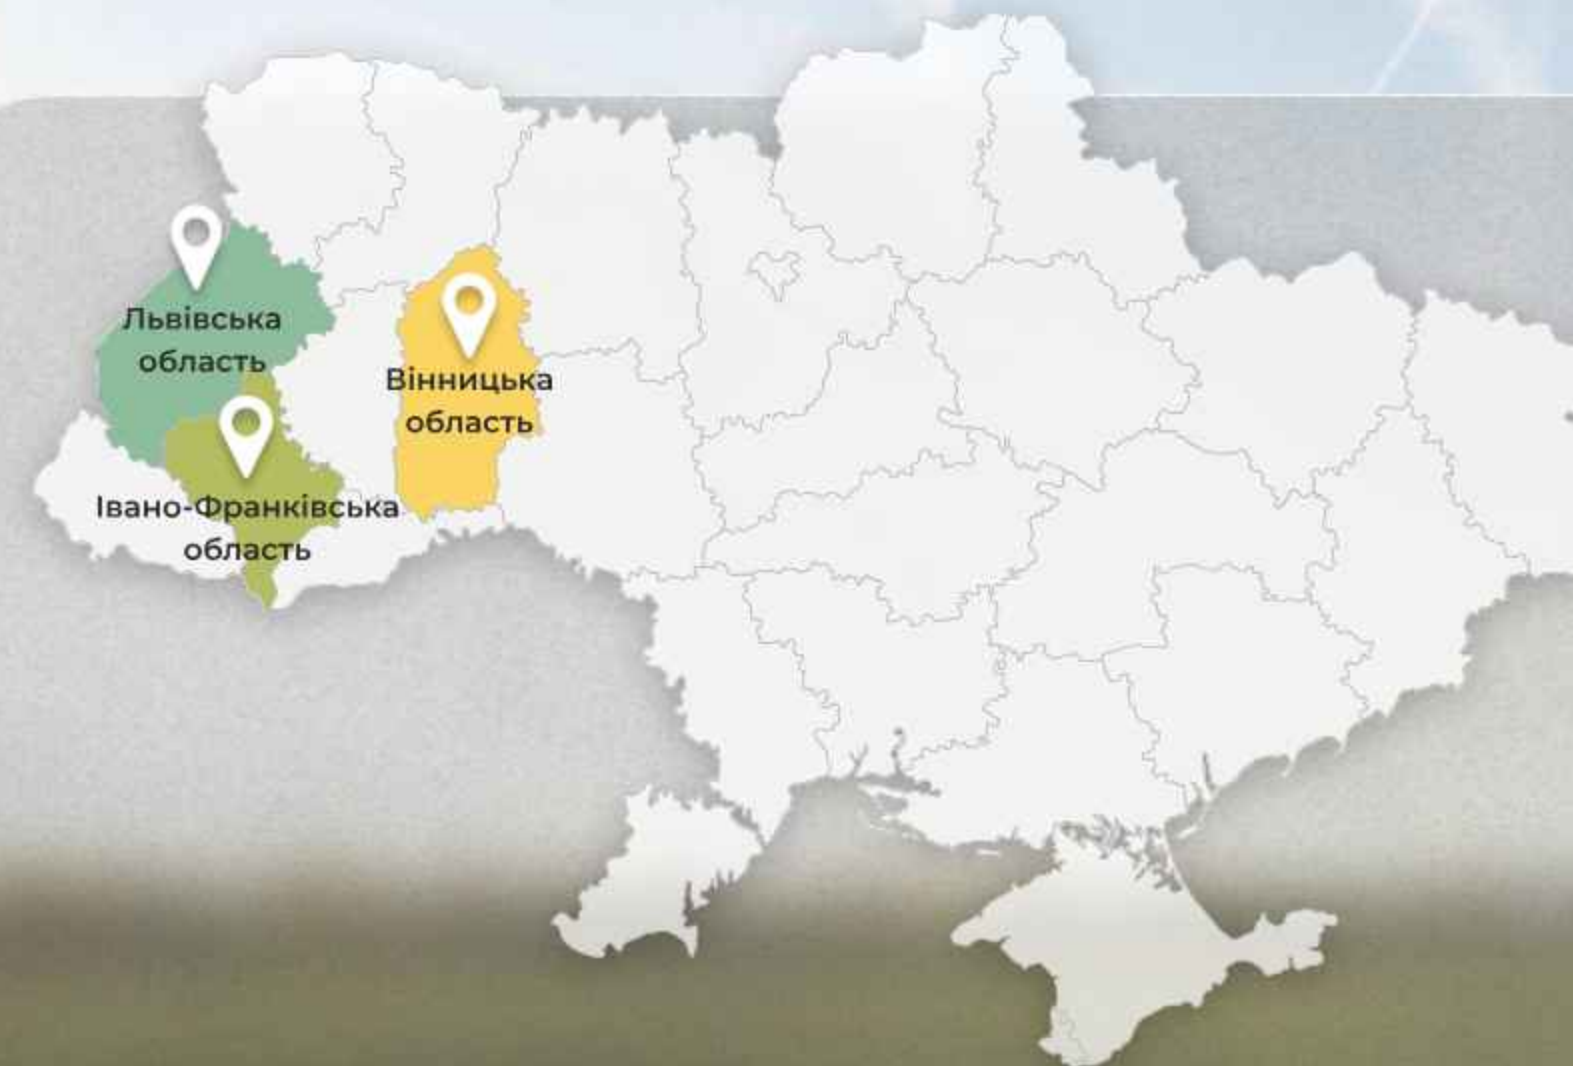 Львівська
область
Вінницька
область
Івано-Франківська
область